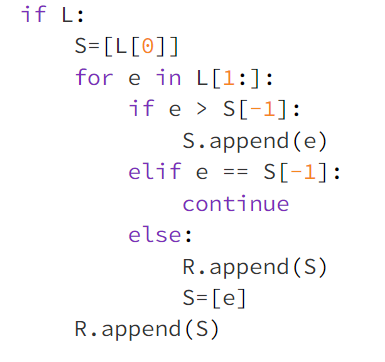 if L:
    S=[L[0]]
    for e in L[1:]:
        if e > S[-1]:
            S.append(e)
        elif e == S[-1]:
            continue
        else:
            R.append(S)
            S=[e]
    R.append(S)